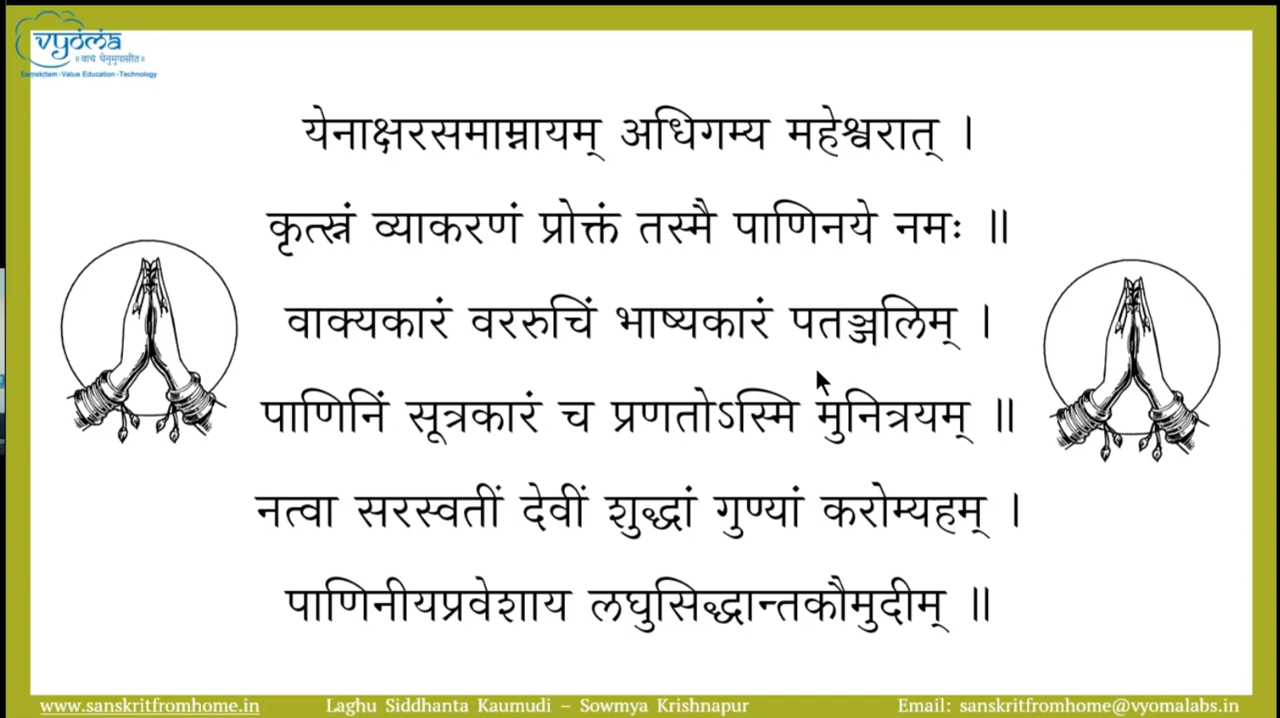 vyoma
॥ वाचं धेनुमुपासीत॥
Samskrtam - Value Education - Technology
येनाक्षरसमाम्नायम् अधिगम्य महेश्वरात् ।
कृत्स्नं व्याकरणं प्रोक्तं तस्मै पाणिनये नमः ॥
वाक्यकारं वररुचिं भाष्यकारं पतञ्जलिम् ।
पाणिनिं सूत्रकारं च प्रणतोऽस्मि मुनित्रयम् ॥
नत्वा सरस्वतीं देवीं शुद्धां गुण्यां करोम्यहम् ।
पाणिनीयप्रवेशाय लघुसिद्धान्तकौमुदीम् ॥
www.sanskritfromhome.in Laghu Siddhanta Kaumudi – Sowmya Krishnapur Email: sanskritfromhome@vyomalabs.in